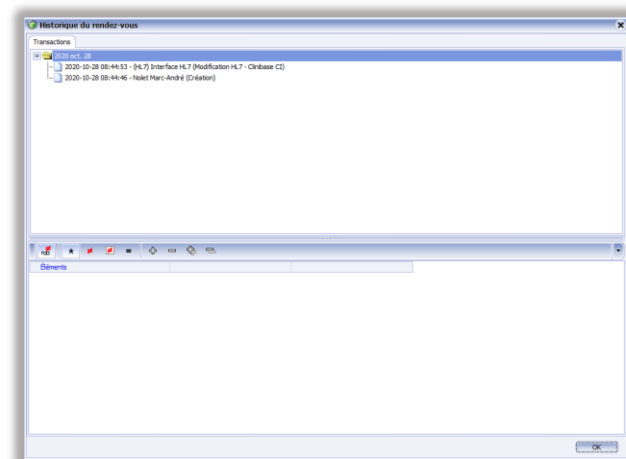 Historique du rendez-vous
Transactions
2020 oct. 28
2020-10-28 08:44:53 - (HL7) Interface HL7 (Modification HL7 - Clinibase CI)
2020-10-28 08:44:46 - Nolet Marc-André (Création)
Éléments
OK